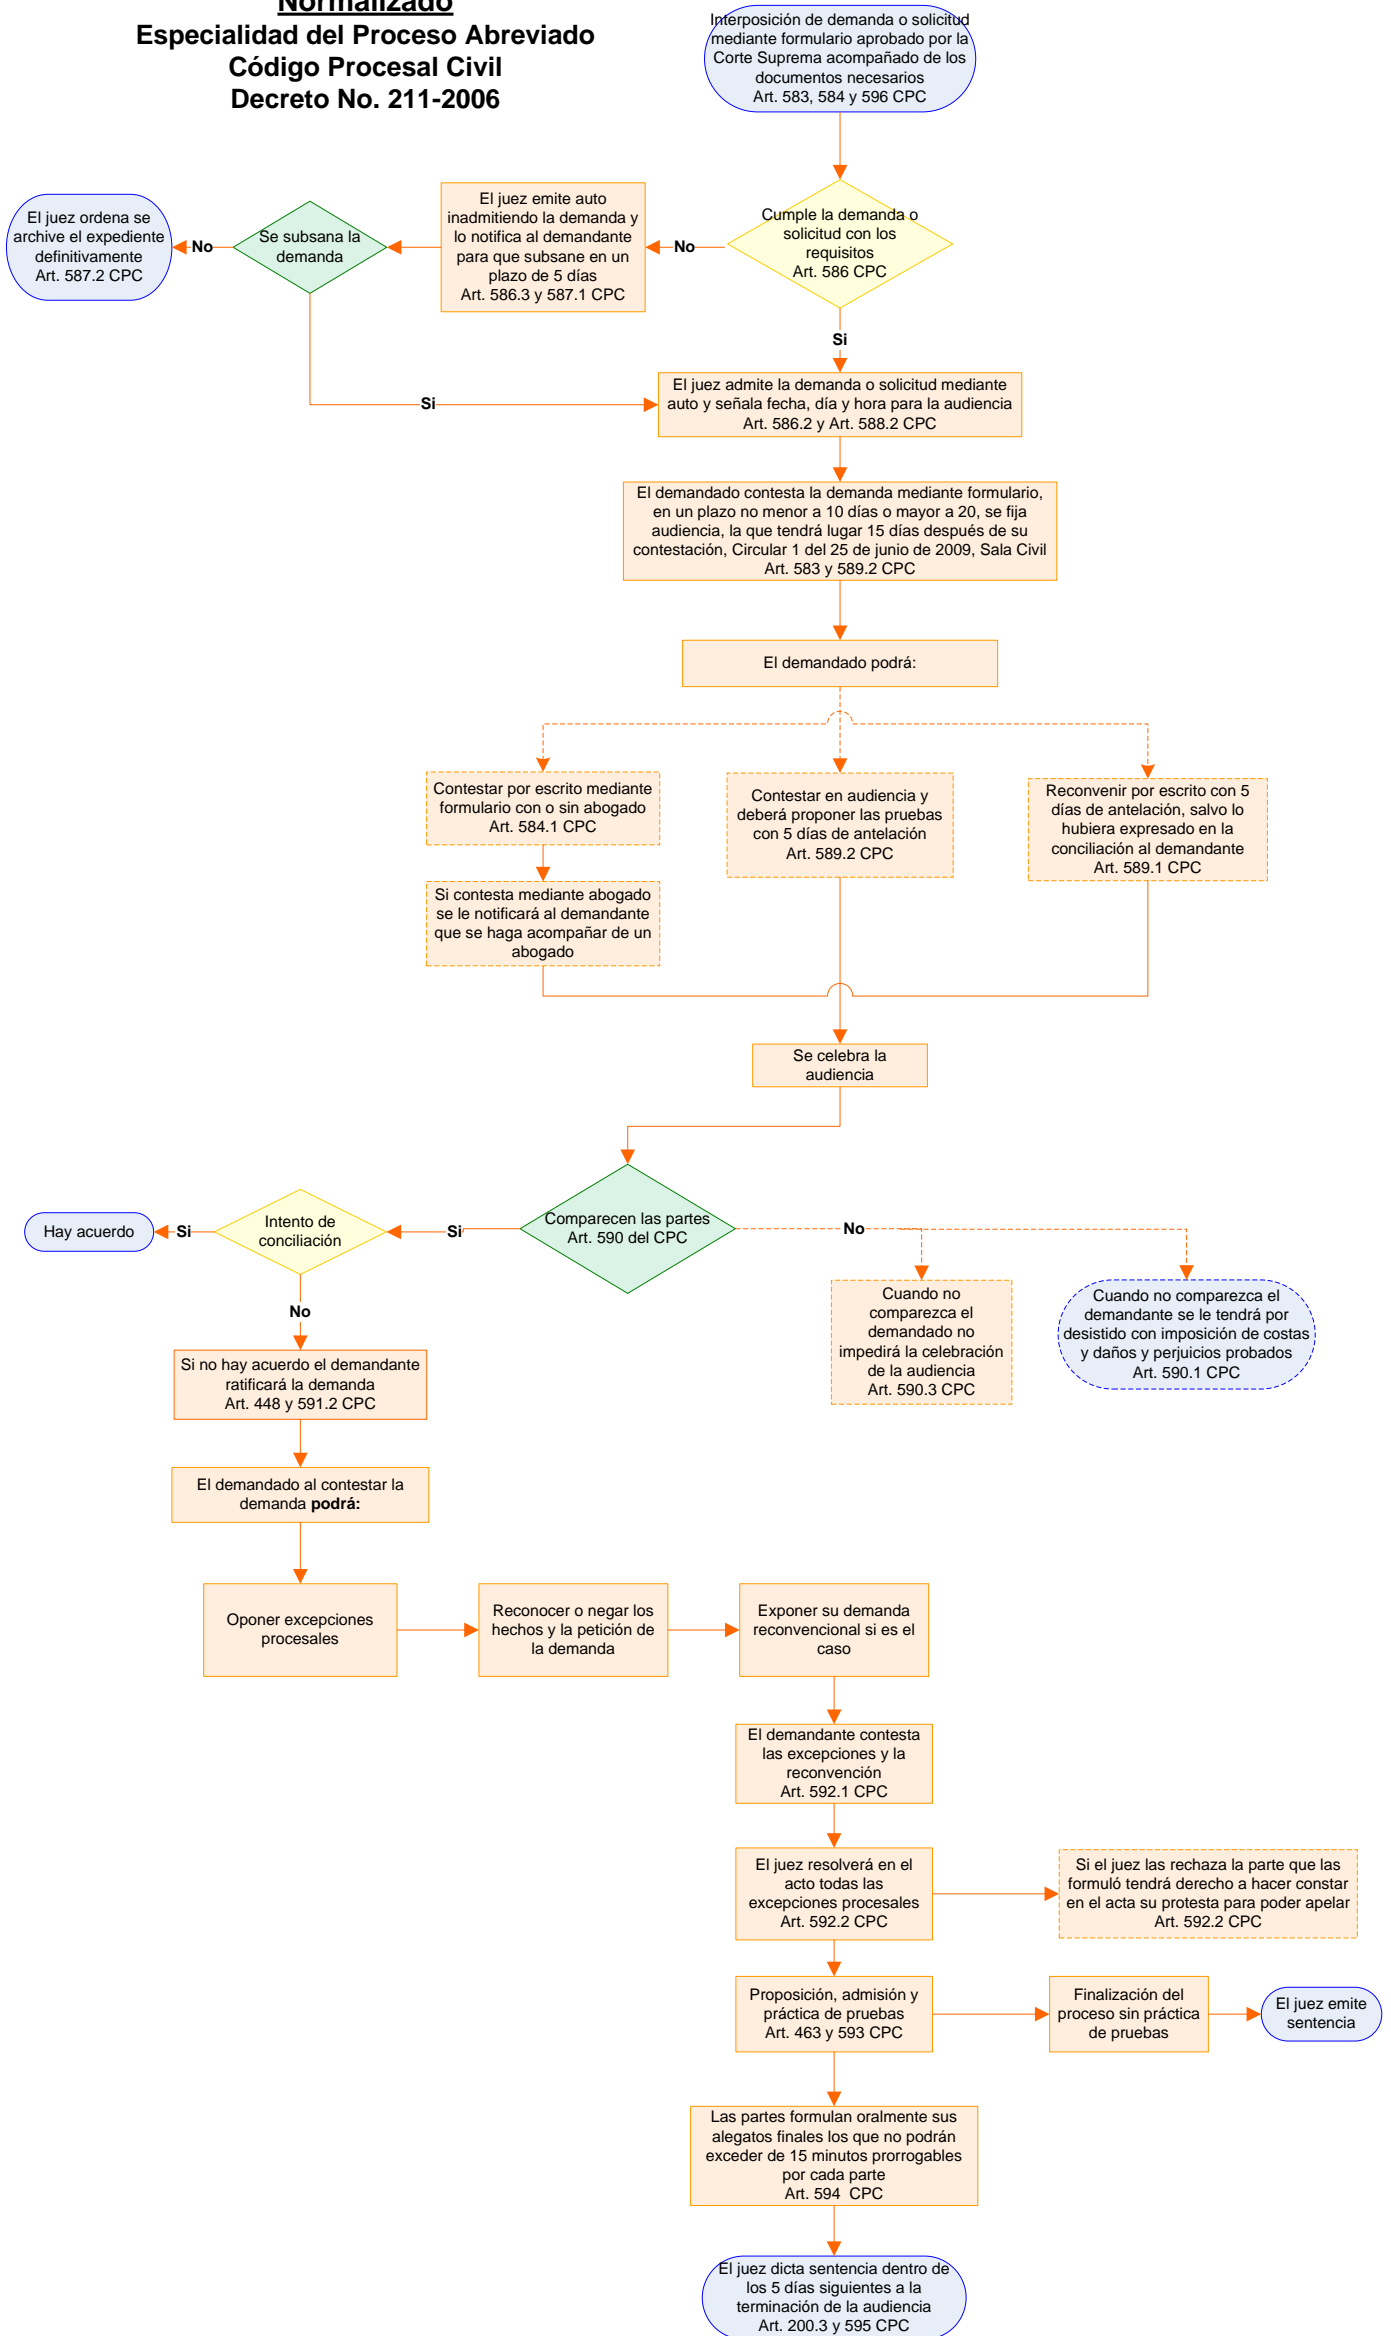 Normalizado
Especialidad del Proceso Abreviado
Código Procesal Civil
Decreto No. 211-2006
Interposición de demanda o solicitud
mediante formulario aprobado por la
Corte Suprema acompañado de los
documentos necesarios
Art. 583, 584 y 596 CPC
Cumple la demanda o
solicitud con los
requisitos
Art. 586 CPC
No
El juez emite auto
inadmitiendo la demanda y
lo notifica al demandante
para que subsane en un
plazo de 5 días
Art. 586.3 y 587.1 CPC
Se subsana la
demanda
No
El juez ordena se
archive el expediente
definitivamente
Art. 587.2 CPC
Si
Si
El juez admite la demanda o solicitud mediante
auto y señala fecha, día y hora para la audiencia
Art. 586.2 y Art. 588.2 CPC
El demandado contesta la demanda mediante formulario,
en un plazo no menor a 10 días o mayor a 20, se fija
audiencia, la que tendrá lugar 15 días después de su
contestación, Circular 1 del 25 de junio de 2009, Sala Civil
Art. 583 y 589.2 CPC
El demandado podrá:
Contestar por escrito mediante
formulario con o sin abogado
Art. 584.1 CPC
Contestar en audiencia y
deberá proponer las pruebas
con 5 días de antelación
Art. 589.2 CPC
Reconvenir por escrito con 5
días de antelación, salvo lo
hubiera expresado en la
conciliación al demandante
Art. 589.1 CPC
Si contesta mediante abogado
se le notificará al demandante
que se haga acompañar de un
abogado
Se celebra la
audiencia
Comparecen las partes
Art. 590 del CPC
Si
Intento de
conciliación
Si
Hay acuerdo
No
Cuando no
comparezca el
demandado no
impedirá la celebración
de la audiencia
Art. 590.3 CPC
Cuando no comparezca el
demandante se le tendrá por
desistido con imposición de costas
y daños y perjuicios probados
Art. 590.1 CPC
No
Si no hay acuerdo el demandante
ratificará la demanda
Art. 448 y 591.2 CPC
El demandado al contestar la
demanda podrá:
Oponer excepciones
procesales
Reconocer o negar los
hechos y la petición de
la demanda
Exponer su demanda
reconvencional si es el
caso
El demandante contesta
las excepciones y la
reconvención
Art. 592.1 CPC
El juez resolverá en el
acto todas las
excepciones procesales
Art. 592.2 CPC
Si el juez las rechaza la parte que las
formuló tendrá derecho a hacer constar
en el acta su protesta para poder apelar
Art. 592.2 CPC
Proposición, admisión y
práctica de pruebas
Art. 463 y 593 CPC
Finalización del
proceso sin práctica
de pruebas
El juez emite
sentencia
Las partes formulan oralmente sus
alegatos finales los que no podrán
exceder de 15 minutos prorrogables
por cada parte
Art. 594  CPC
El juez dicta sentencia dentro de
los 5 días siguientes a la
terminación de la audiencia
Art. 200.3 y 595 CPC